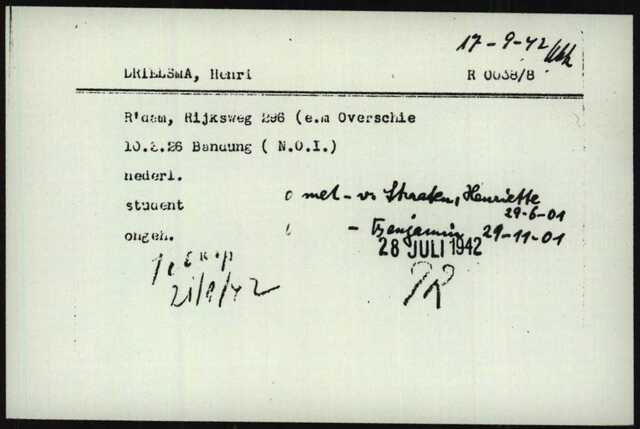 17-9-42
DRIELSMA, Henri R 0038/8
R'dam, Rijksweg 296 (e.m Overschie
10.3.26 Bandung ( N.O.I.)
nederl.
o met - v. Straten, Henriette
29-6-01
student
- Benjamin 29-11-01
ongeh.
28 JULI 1942
21/9/42